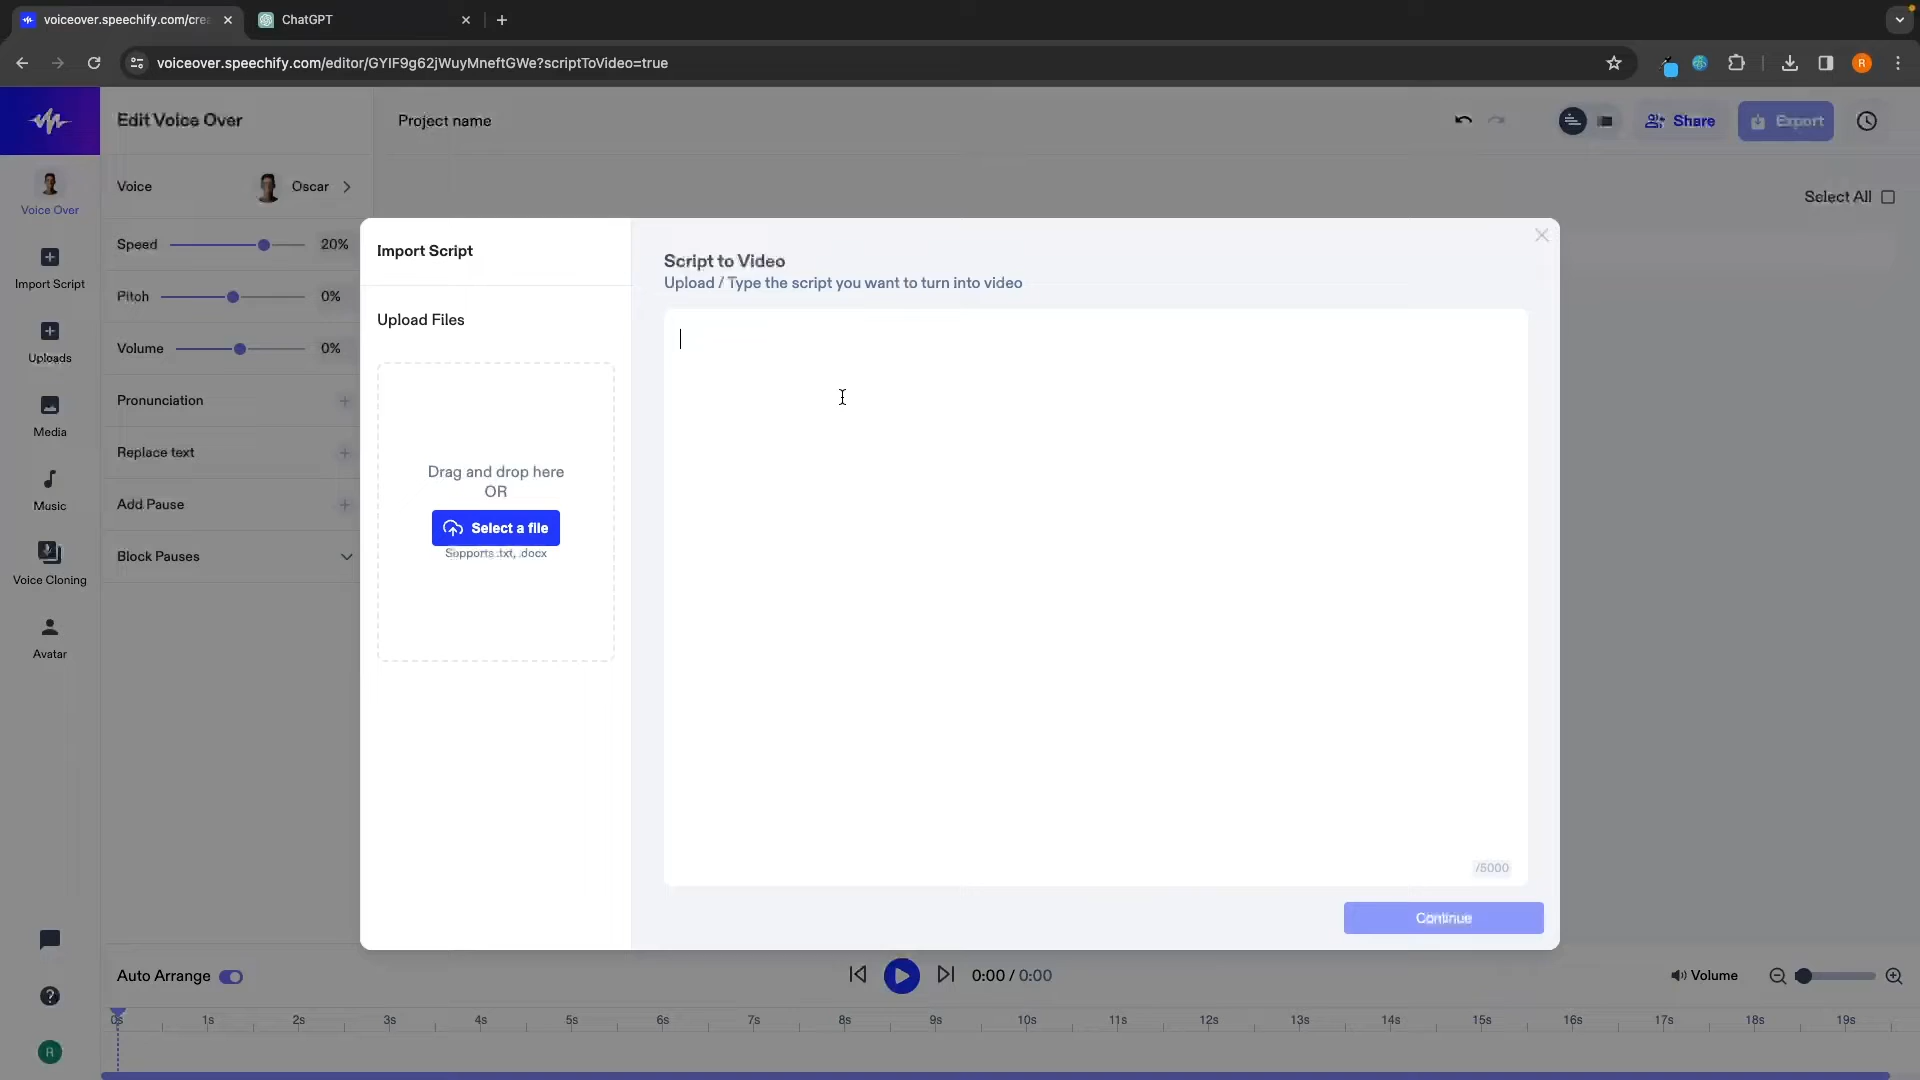 voiceover.speechify.com/crea
ChatGPT
voiceover.speechify.com/editor/GYIF9g62jWuyMneftGWe?scriptToVideo=true
R
Edit Voice Over
Project name
Share
Export
Voice Over
Voice
Oscar
Select All
Speed
20%
Import Script
Pitch
0%
Uploads
Volume
0%
Media
Pronunciation
Replace text
Music
Add Pause
Voice Cloning
Block Pauses
Avatar
Import Script
Upload Files
Drag and drop here
OR
Select a file
Supports .txt, .docx
Script to Video
Upload / Type the script you want to turn into video
/5000
Continue
Auto Arrange
0:00 / 0:00
Volume
0s 1s 2s 3s 4s 5s 6s 7s 8s 9s 10s 11s 12s 13s 14s 15s 16s 17s 18s 19s
R